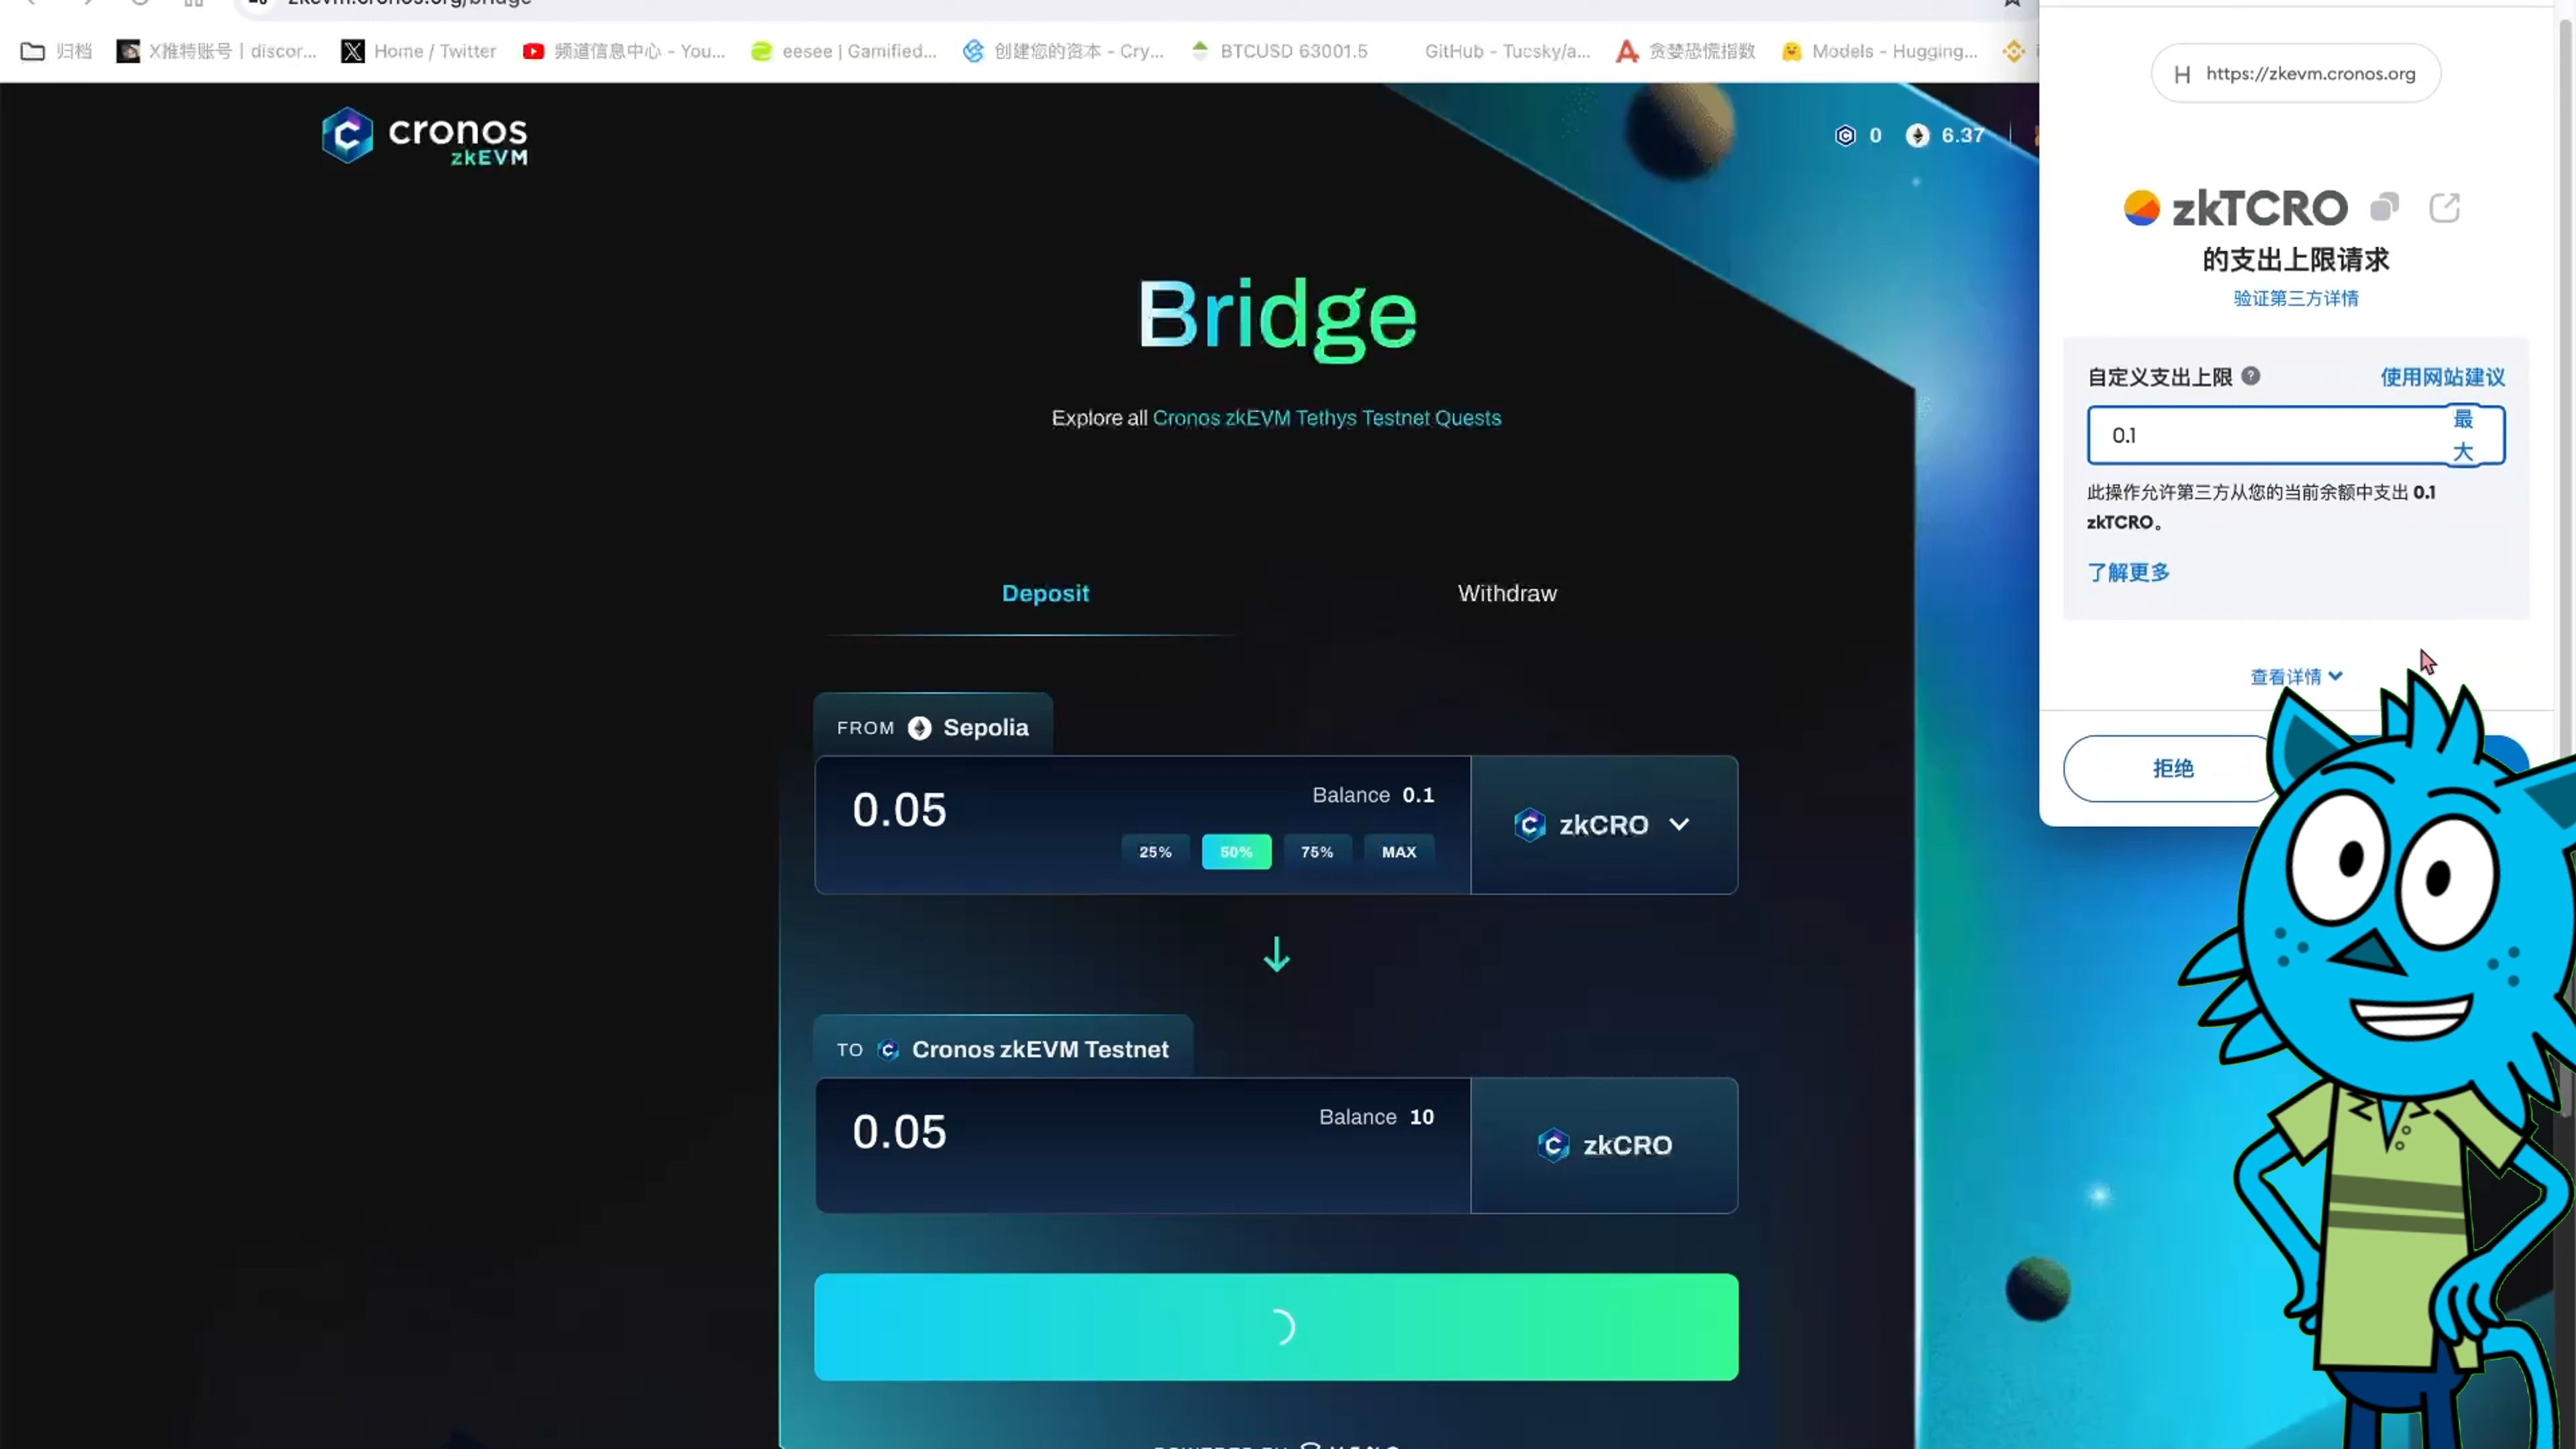 归档
X推特账号丨discor...
Home / Twitter
频道信息中心 - You...
eesee | Gamified...
创建您的资本 - Cry...
BTCUSD 63001.5
GitHub - Tucsky/a...
贪婪恐慌指数
Models - Hugging...
cronos
zkEVM
0
6.37
Bridge
Explore all Cronos zkEVM Tethys Testnet Quests
Deposit
Withdraw
FROM Sepolia
0.05
Balance 0.1
25%
50%
75%
MAX
zkCRO
TO Cronos zkEVM Testnet
0.05
Balance 10
zkCRO
H https://zkevm.cronos.org
zkTCRO
的支出上限请求
验证第三方详情
自定义支出上限
使用网站建议
0.1
最
大
此操作允许第三方从您的当前余额中支出 0.1
zkTCRO。
了解更多
查看详情
拒绝